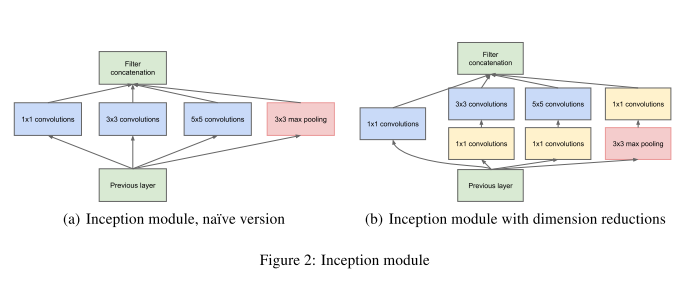 Filter
concatenation
1x1 convolutions
3x3 convolutions
5x5 convolutions
3x3 max pooling
Previous layer
(a) Inception module, naïve version
Filter
concatenation
3x3 convolutions
5x5 convolutions
1x1 convolutions
1x1 convolutions
1x1 convolutions
1x1 convolutions
3x3 max pooling
Previous layer
(b) Inception module with dimension reductions
Figure 2: Inception module